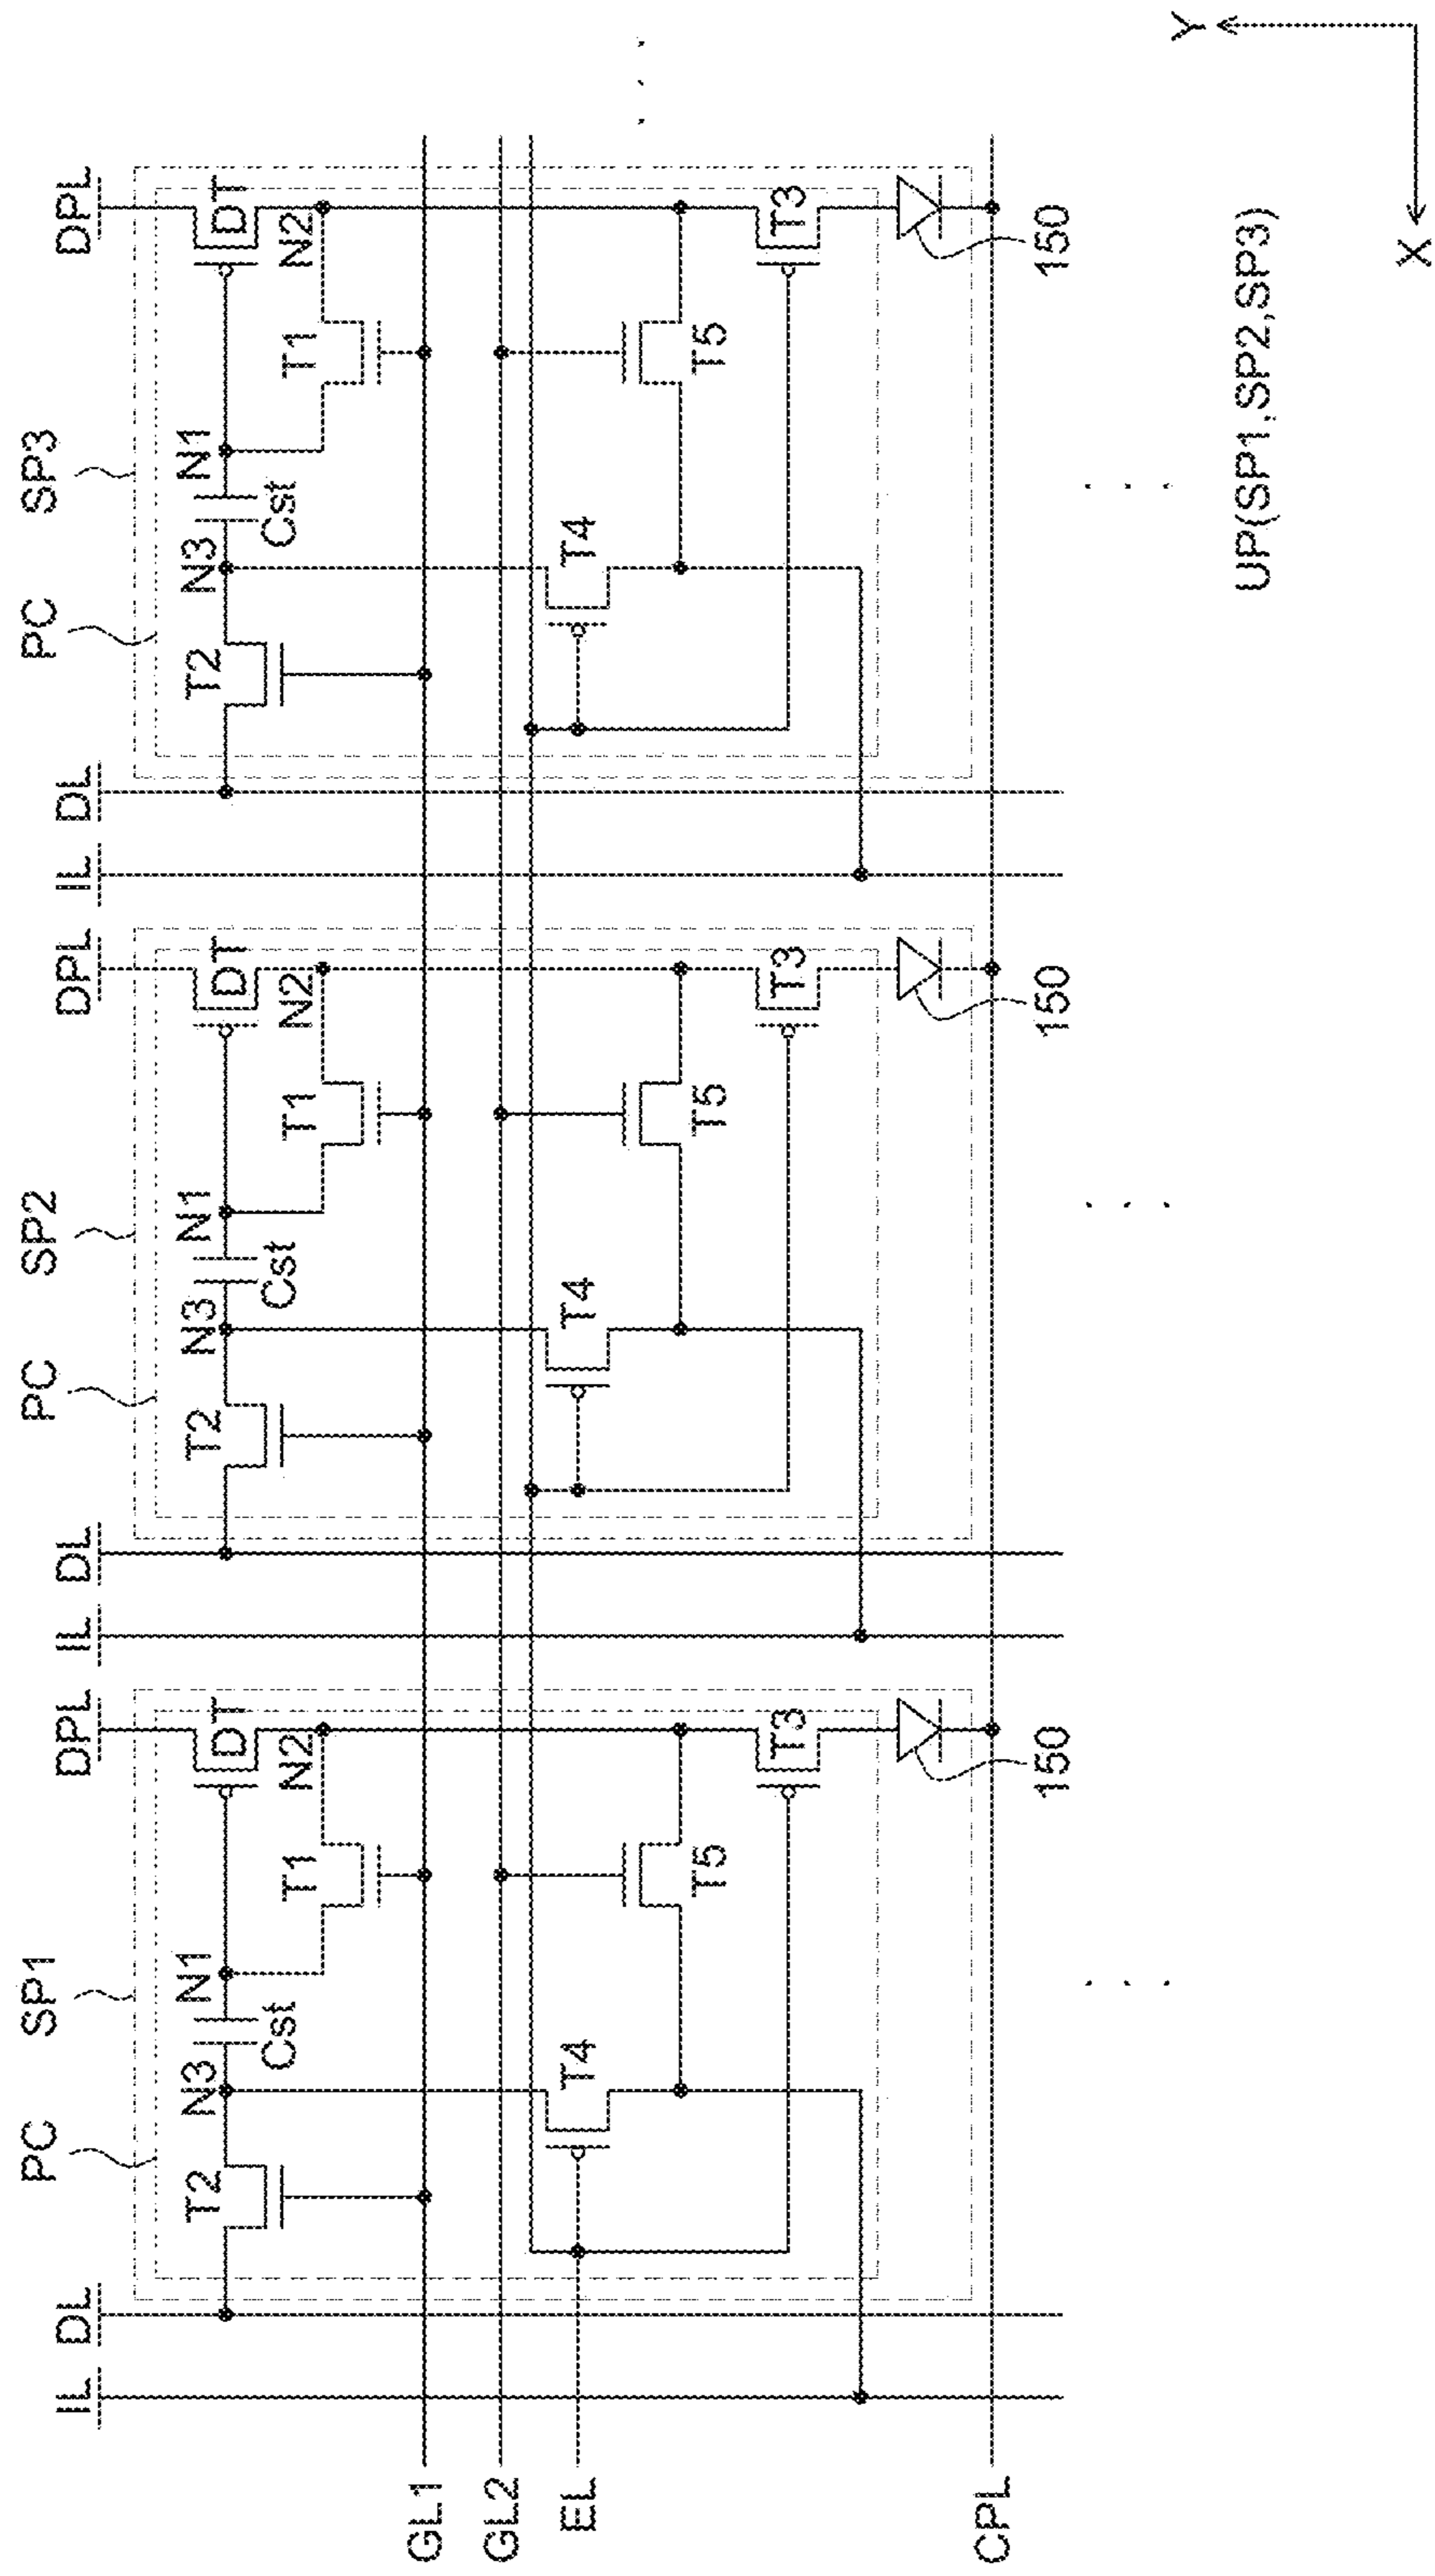 PC SP1 PC SP2 PC SP3
IL DL DPL IL DL DPL IL DL DPL
T2 N3 N1 DT T2 N3 N1 DT T2 N3 N1 DT
Cst N2 Cst N2 Cst N2
T1 T1 T1
GL1
GL2
EL T4 T4 T4
T5 T5 T5
T3 T3 T3
CPL
150 150 150
. . . . . . . . . . . .
Y
UP(SP1,SP2,SP3)
X